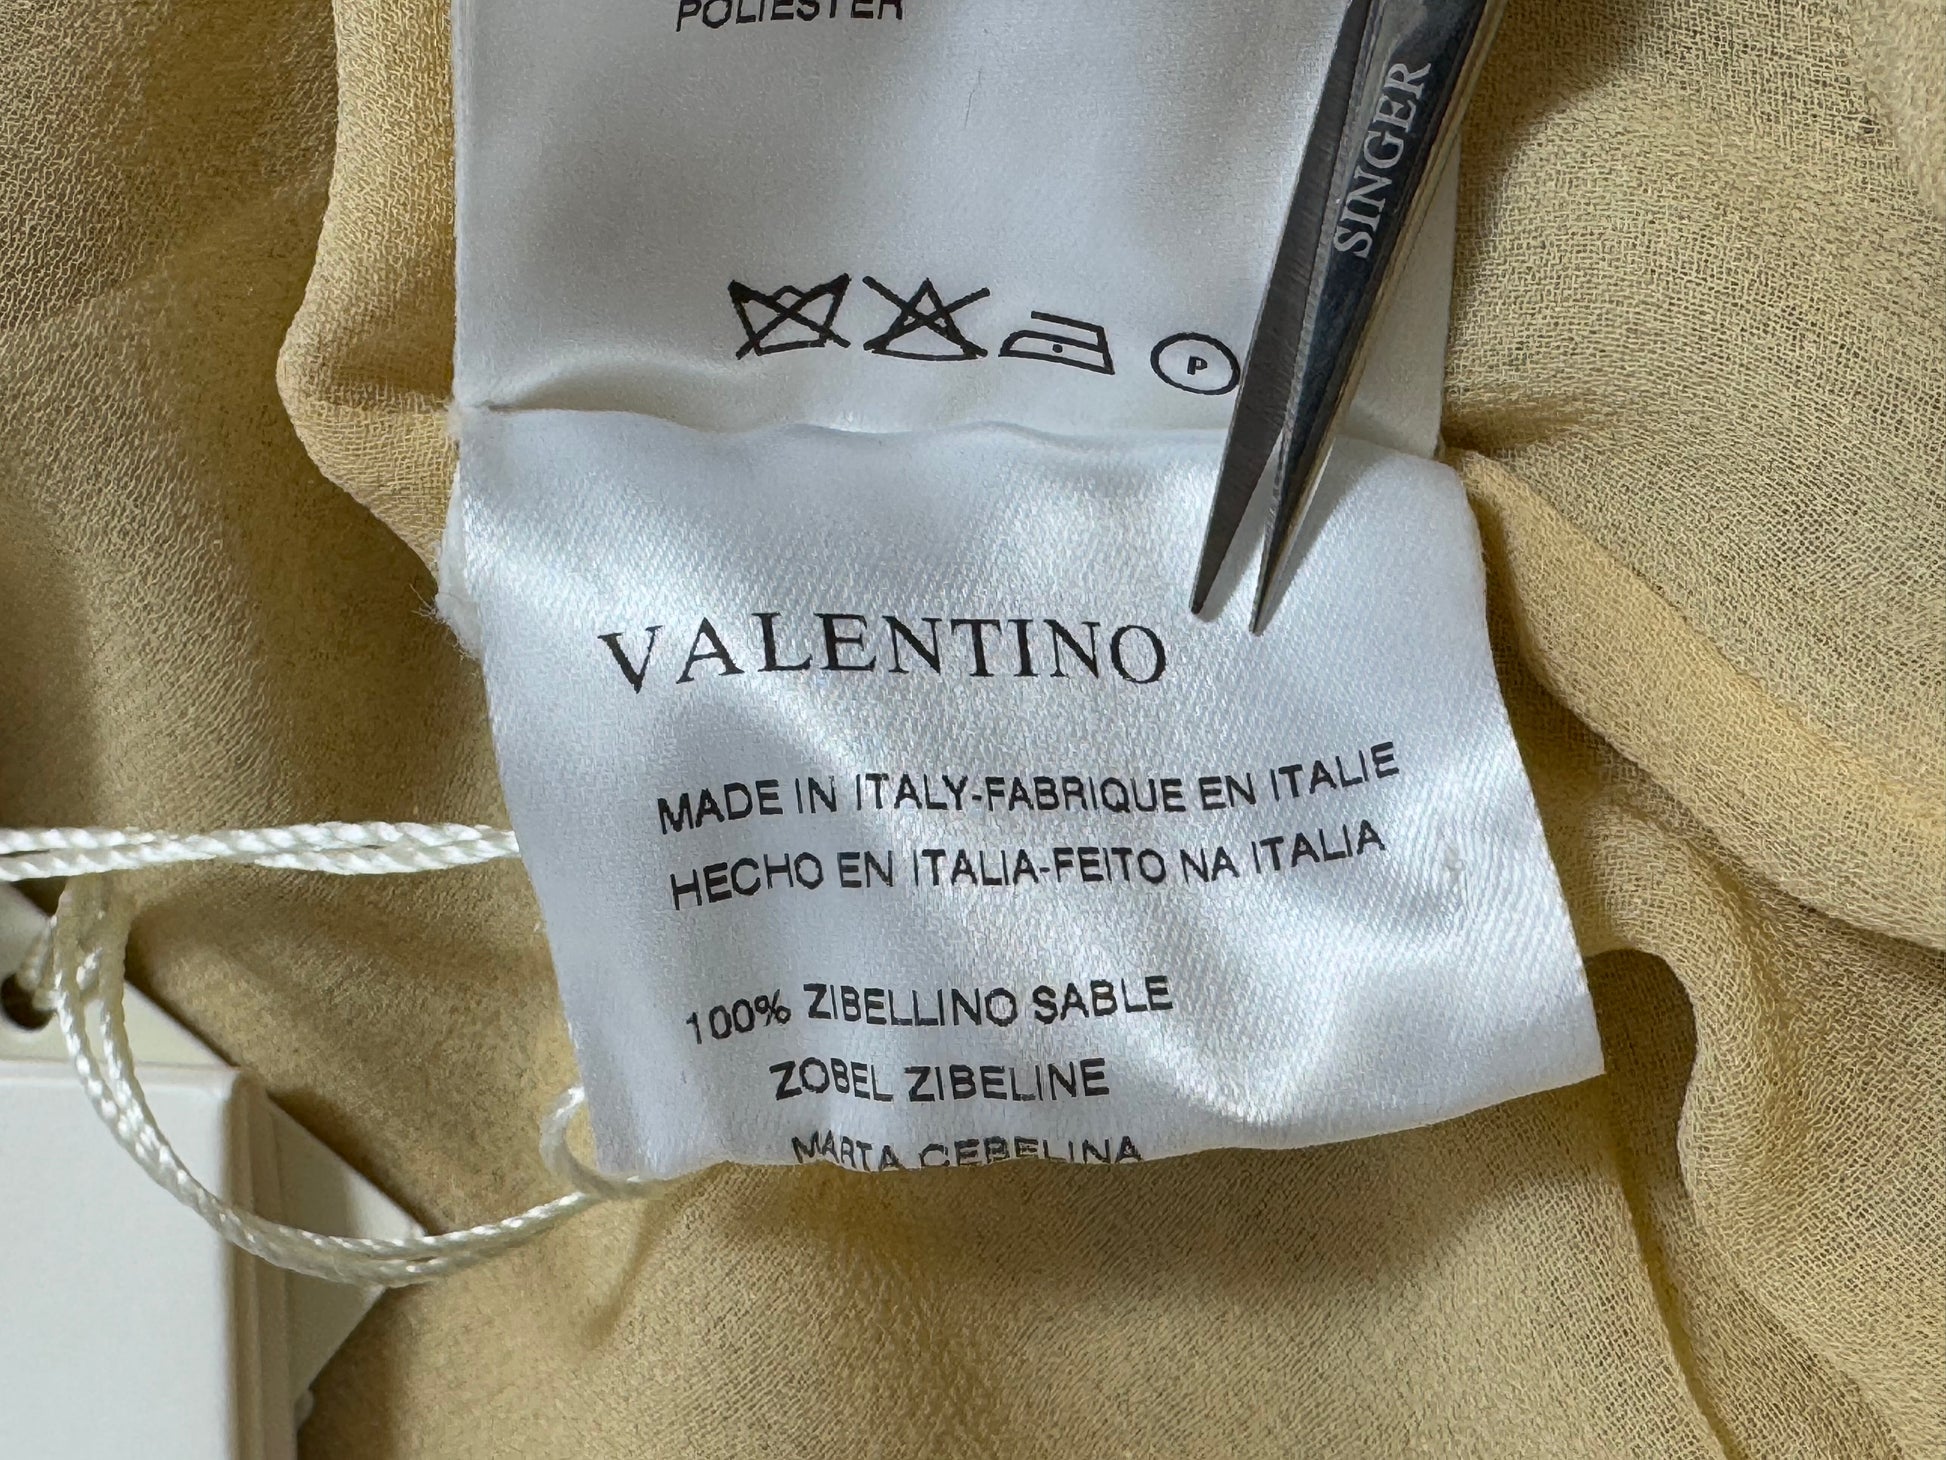 POLIESTER
SINGER
P
VALENTINO
MADE IN ITALY-FABRIQUE EN ITALIE
HECHO EN ITALIA-FEITO NA ITALIA
100% ZIBELLINO SABLE
ZOBEL ZIBELINE
MARTA CEBELINA